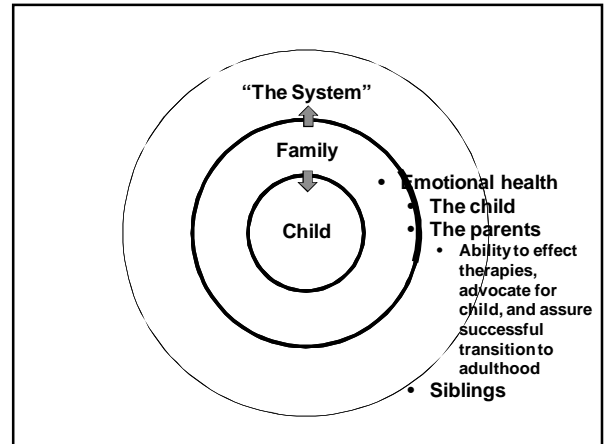 “The System”
Family
Child
• Emotional health
• The child
• The parents
• Ability to effect
therapies,
advocate for
child, and assure
successful
transition to
adulthood
• Siblings